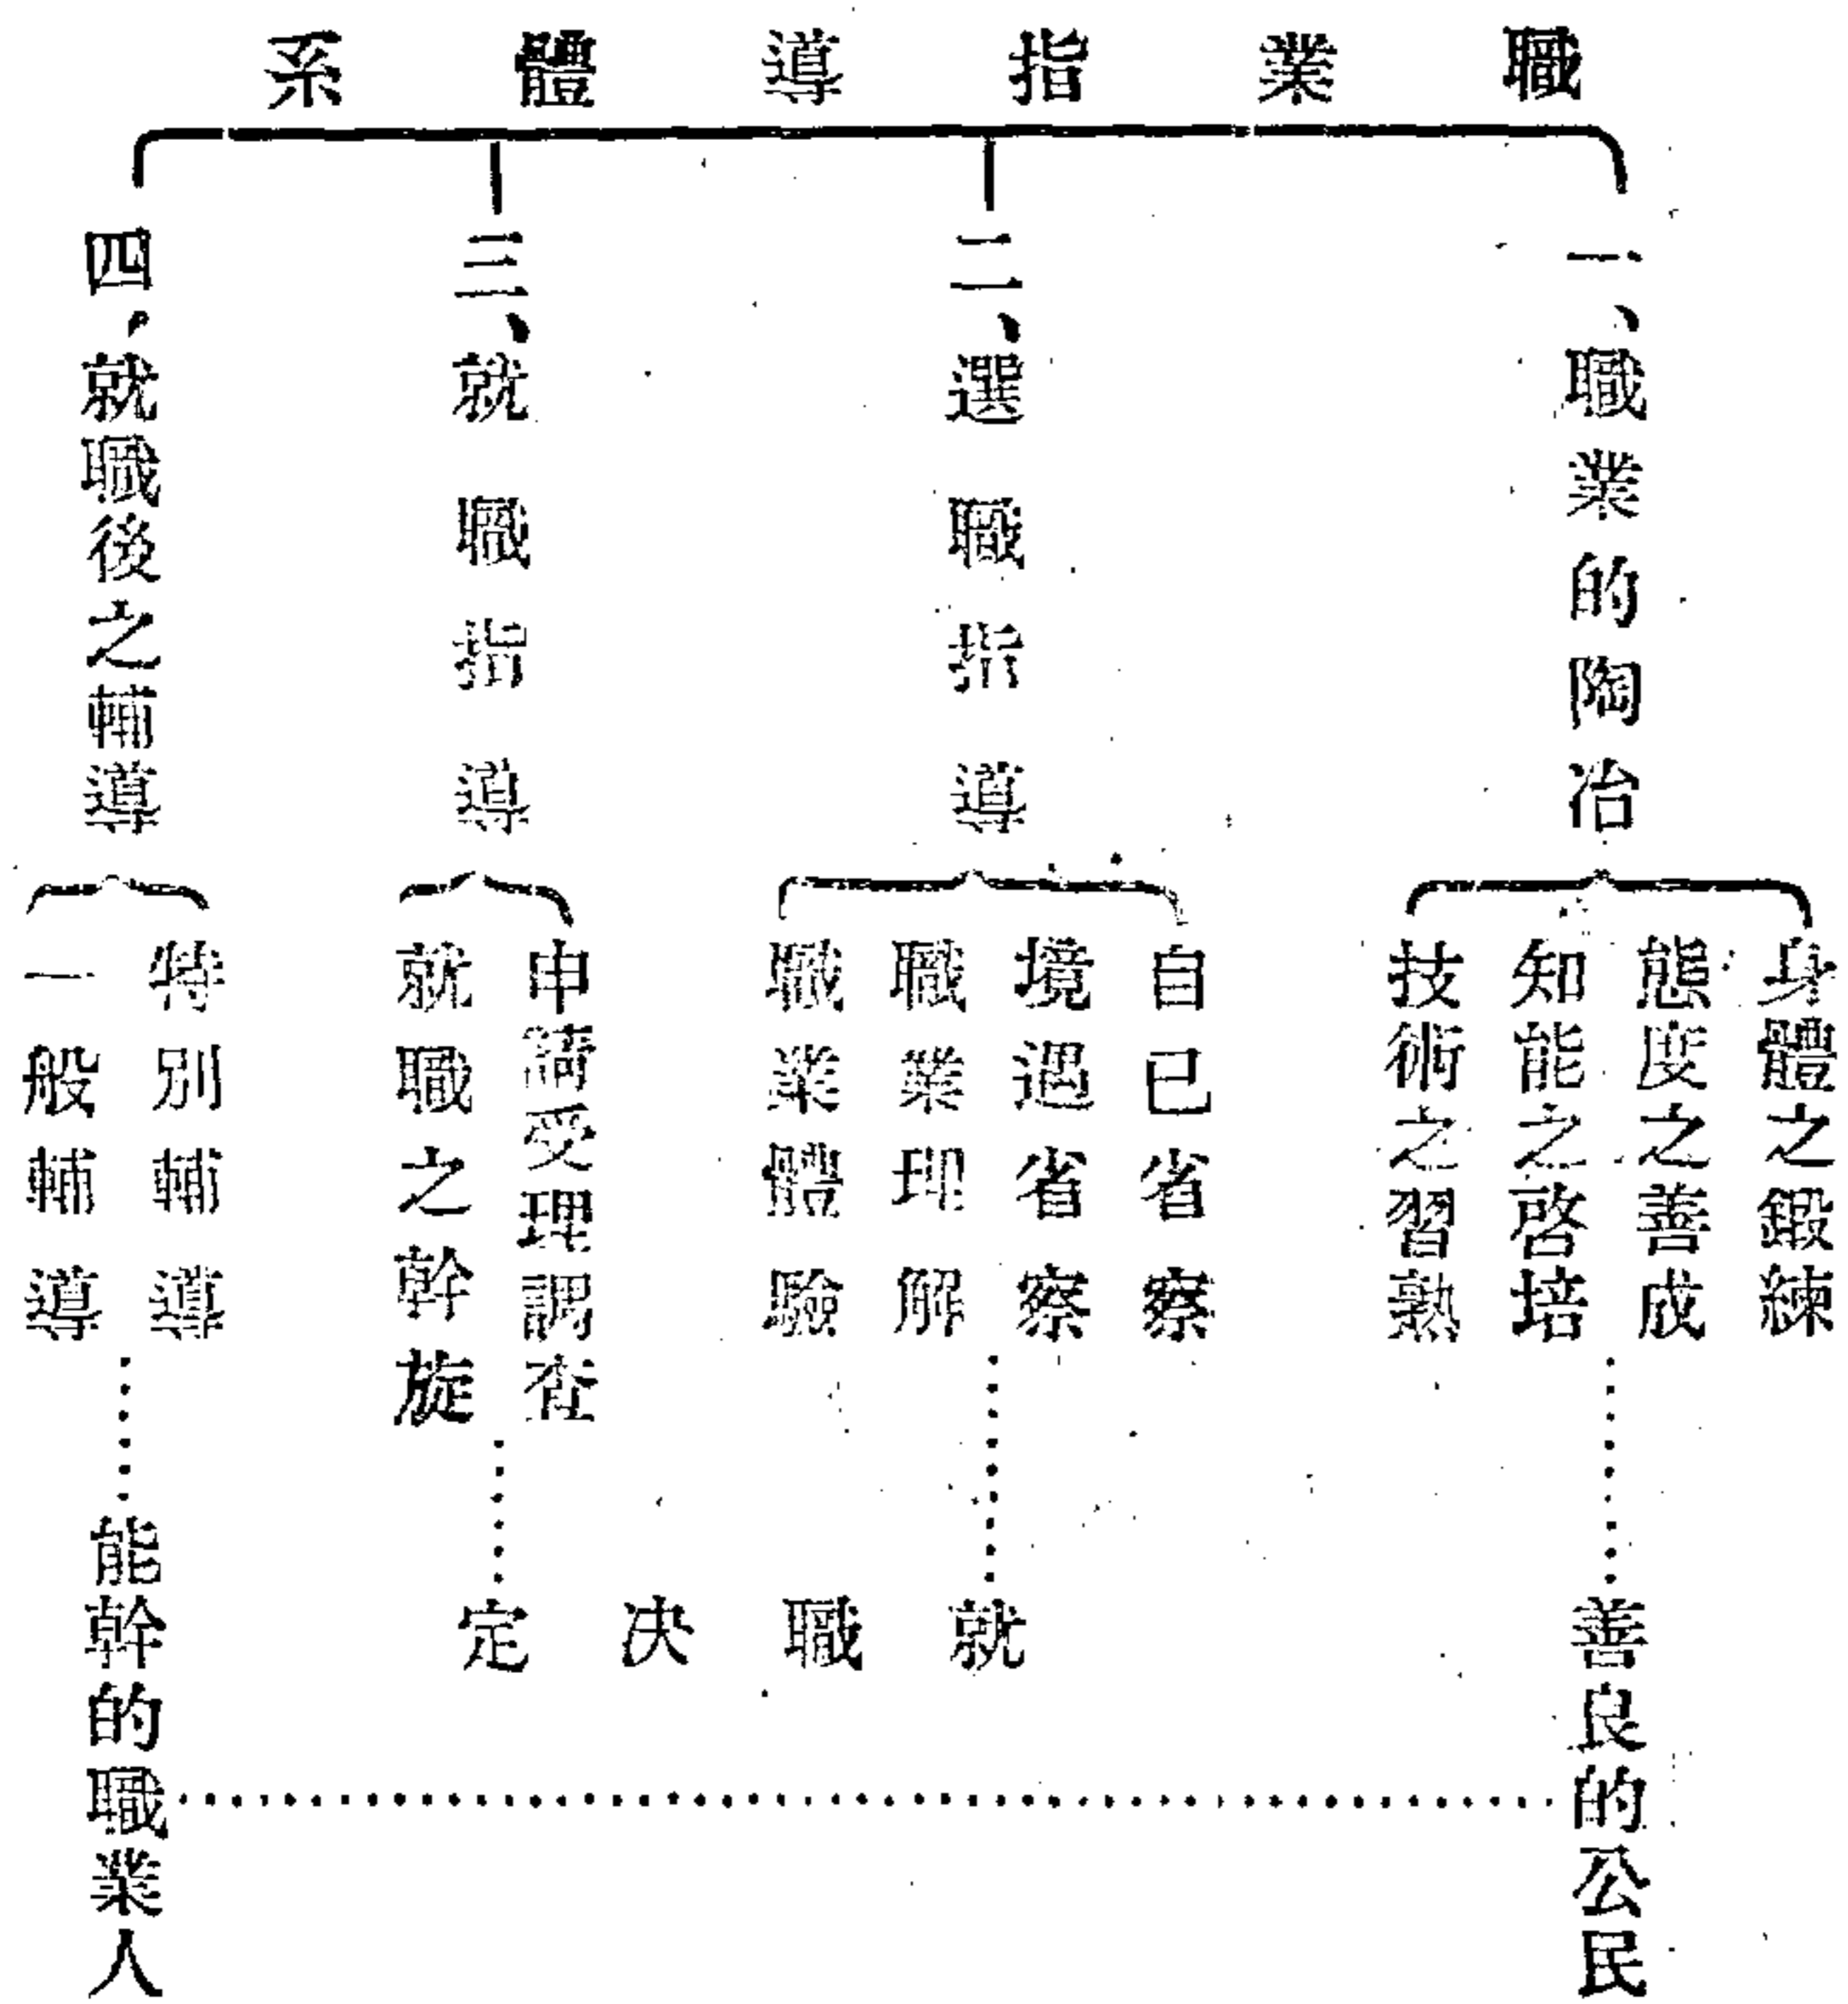 職業指導體系
一、職業的陶冶
身體之鍛練
態度之善成
知能之啓培
技術之習熟
善良的公民
二、選職指導
自己省察
境遇省察
職業理解
職業體驗
三、就職指導
申請受理調查
就職之幹旋
就職決定
四，就職後之輔導
特別輔導
一般輔導
能幹的職業人